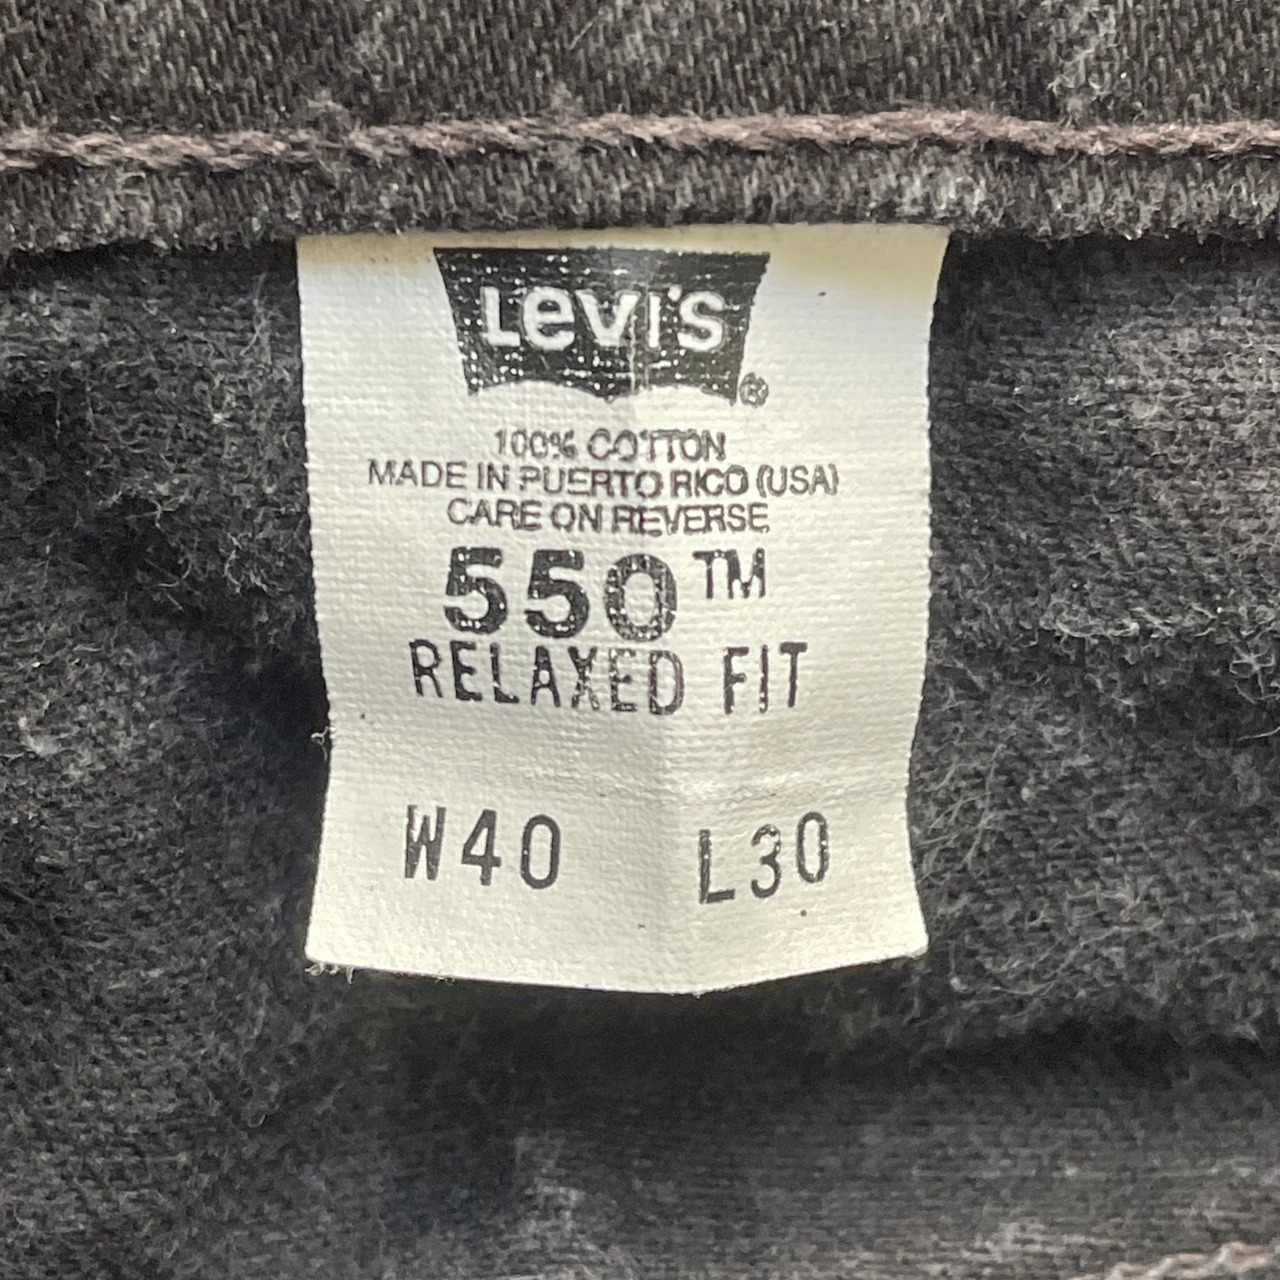 Levi's ®
100% COTTON
MADE IN PUERTO RICO (USA)
CARE ON REVERSE
550™
RELAXED FIT
W40 L30